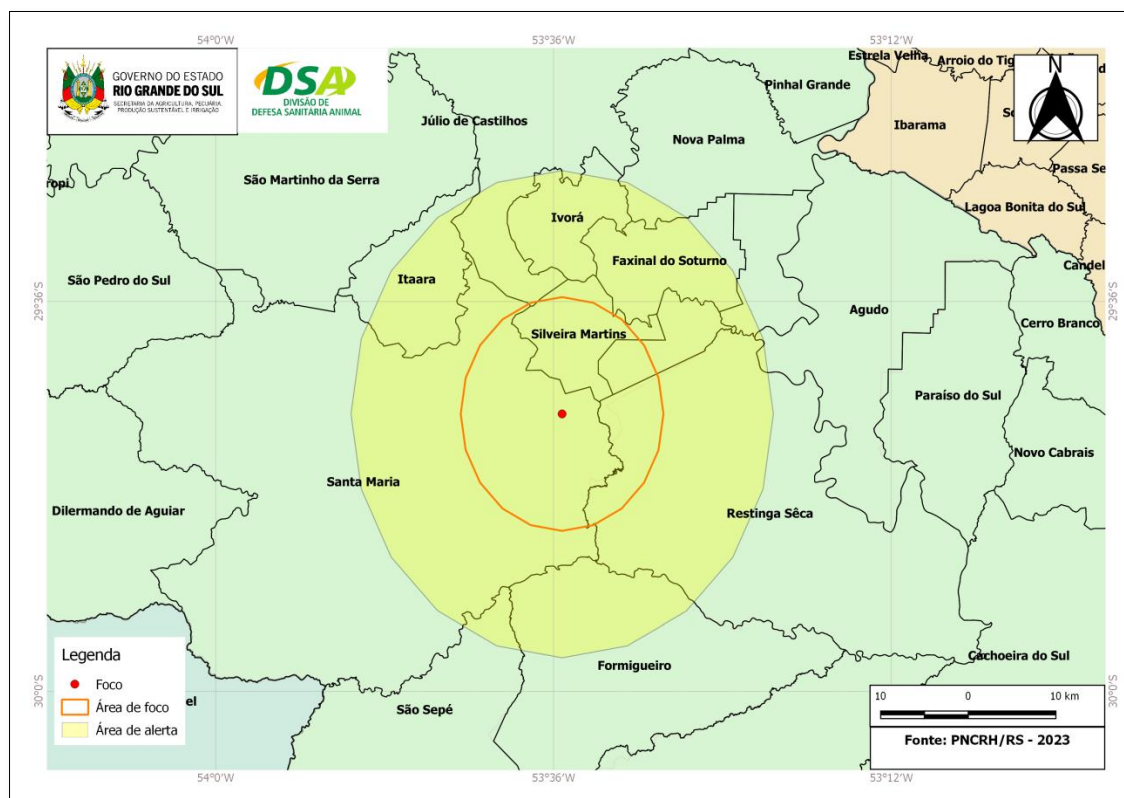 54°0'W
53°36'W
53°12'W
GOVERNO DO ESTADO
RIO GRANDE DO SUL
SECRETARIA DA AGRICULTURA, PECUÁRIA,
PRODUÇÃO SUSTENTÁVEL E IRRIGAÇÃO
DSA
DIVISÃO DE
DEFESA SANITÁRIA ANIMAL
Estrela Velha
Arroio do Tig
N
Pinhal Grande
Júlio de Castilhos
Ibarama
So
Nova Palma
Passa Se
São Martinho da Serra
ropi
Lagoa Bonita do Sul
Ivorá
Faxinal do Soturno
Candel
Itaara
São Pedro do Sul
29°36'S
29°36'S
Agudo
Cerro Branco
Silveira Martins
Paraíso do Sul
Novo Cabrais
Santa Maria
Dilermando de Aguiar
Restinga Sêca
Legenda
Foco
Área de foco
Área de alerta
el
Formigueiro
Cachoeira do Sul
São Sepé
30°0'S
30°0'S
10 0 10 km
Fonte: PNCRH/RS - 2023
54°0'W
53°36'W
53°12'W